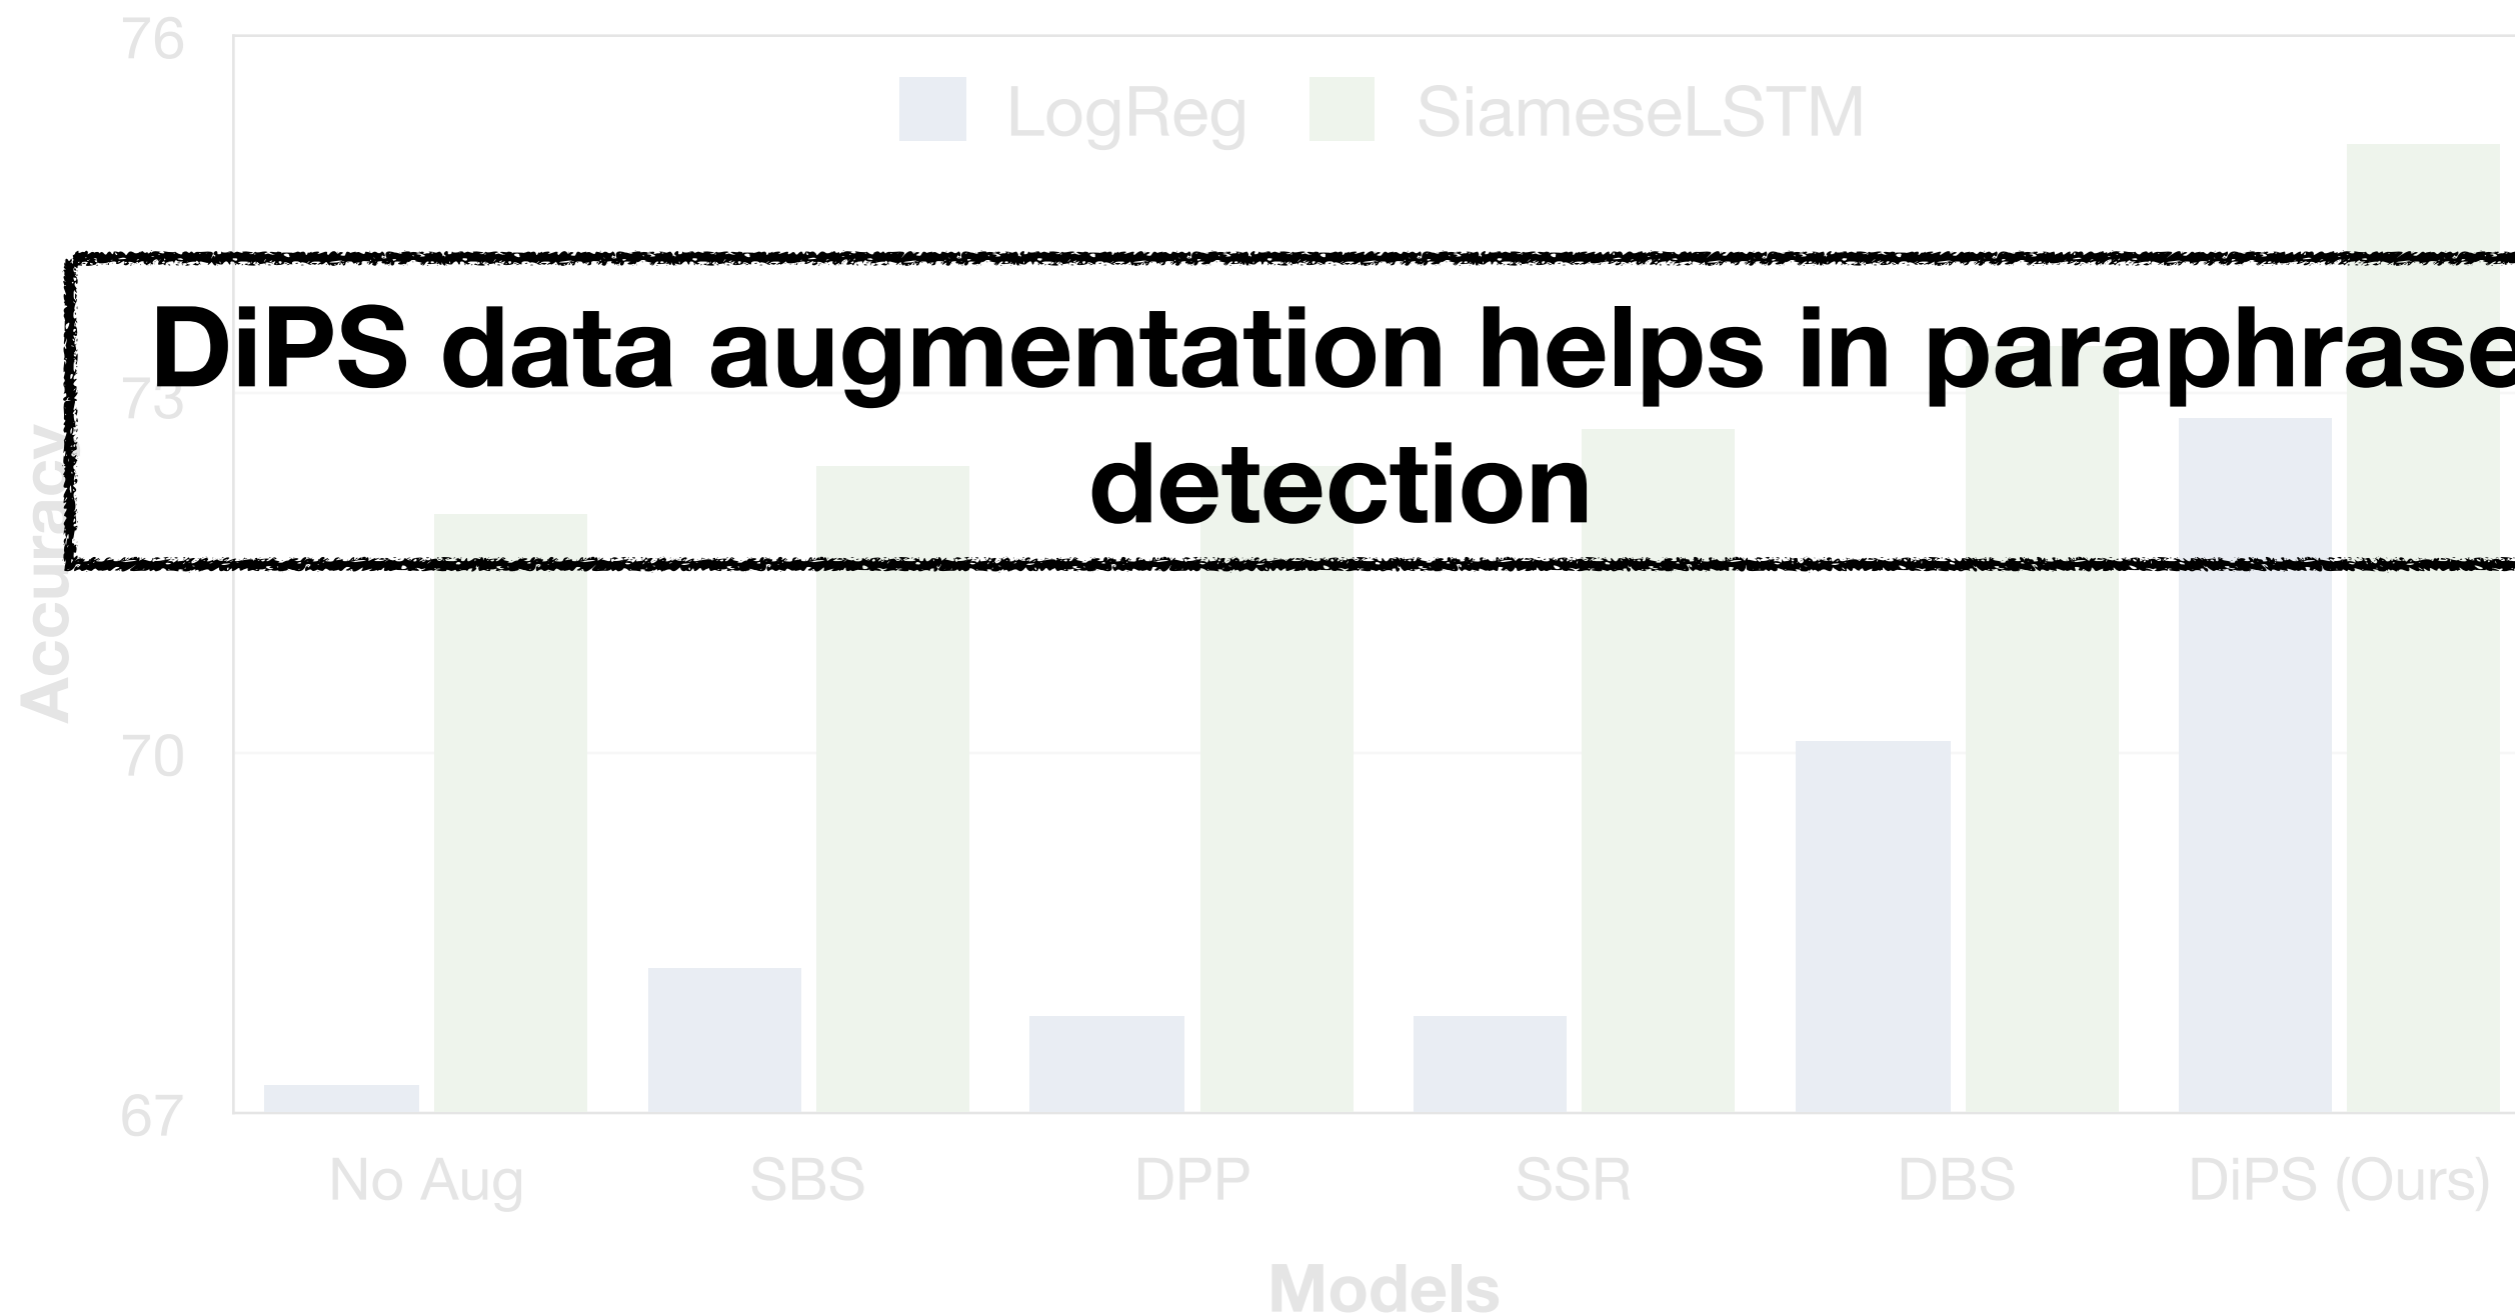 76
LogReg SiameseLSTM
DiPS data augmentation helps in paraphrase
detection
73
Accuracy
70
67
No Aug SBS DPP SSR DBS DiPS (Ours)
Models